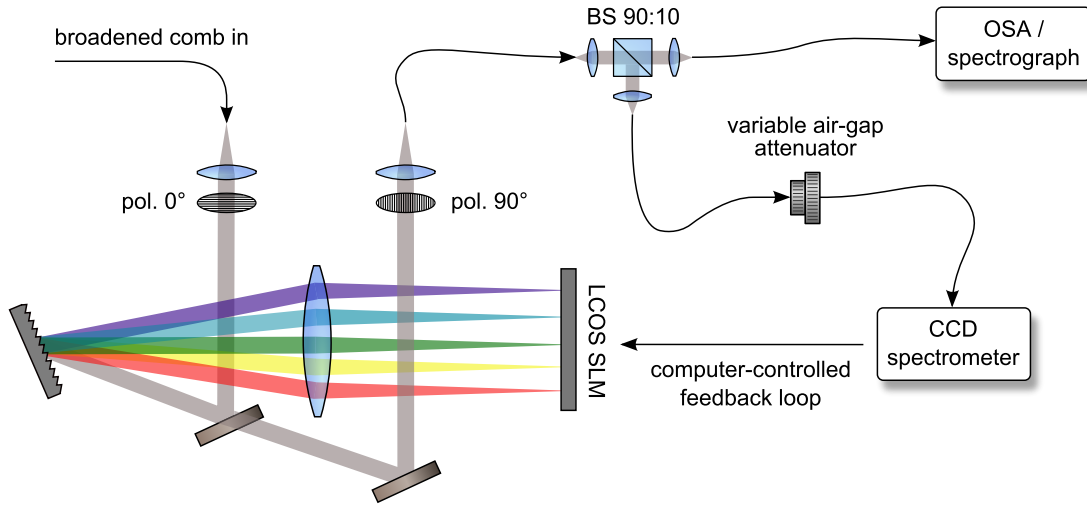 broadened comb in
BS 90:10
OSA /
spectrograph
variable air-gap
attenuator
pol. 0°
pol. 90°
LCOS SLM
CCD
spectrometer
computer-controlled
feedback loop